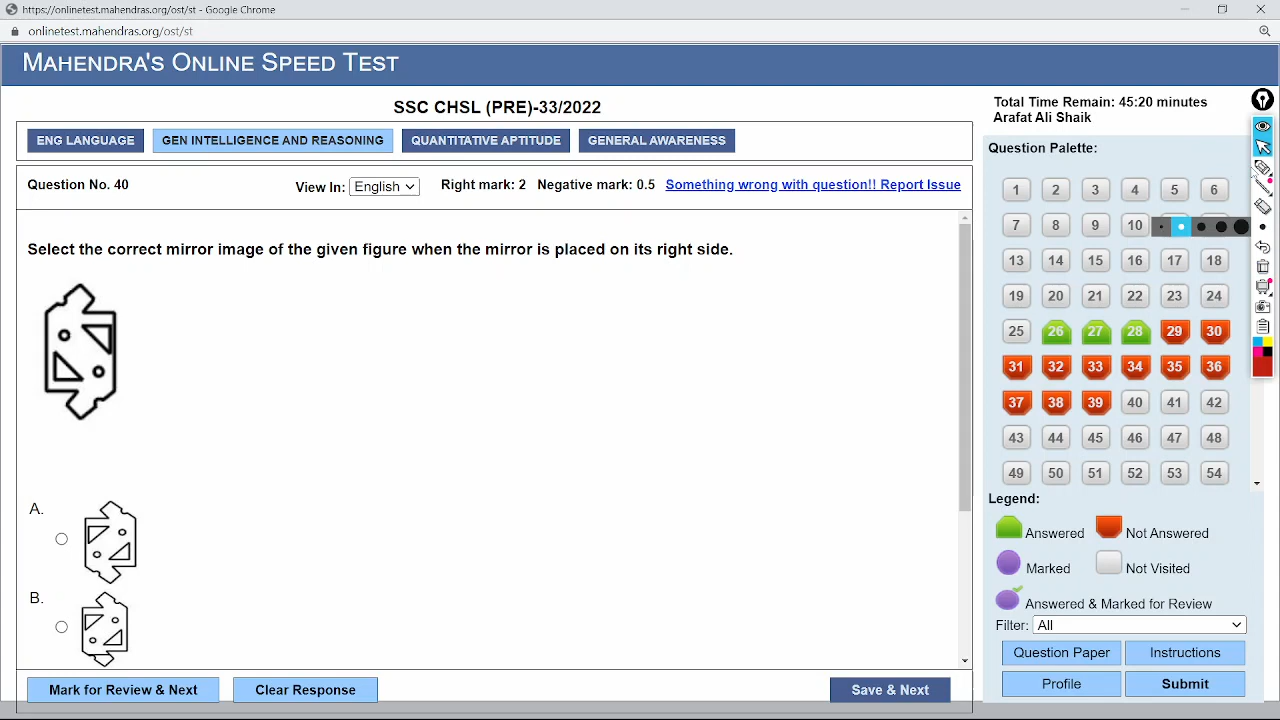 https://onlinetest.mahendras.org/ost/st - Google Chrome
onlinetest.mahendras.org/ost/st
MAHENDRA'S ONLINE SPEED TEST
SSC CHSL (PRE)-33/2022
Total Time Remain: 45:20 minutes
Arafat Ali Shaik
ENG LANGUAGE GEN INTELLIGENCE AND REASONING QUANTITATIVE APTITUDE GENERAL AWARENESS
Question Palette:
Question No. 40 View In: English Right mark: 2 Negative mark: 0.5 Something wrong with question!! Report Issue
Select the correct mirror image of the given figure when the mirror is placed on its right side.
A.
B.
1 2 3 4 5 6
7 8 9 10
13 14 15 16 17 18
19 20 21 22 23 24
25 26 27 28 29 30
31 32 33 34 35 36
37 38 39 40 41 42
43 44 45 46 47 48
49 50 51 52 53 54
Legend:
Answered Not Answered
Marked Not Visited
Answered & Marked for Review
Filter: All
Question Paper Instructions
Profile Submit
Mark for Review & Next Clear Response Save & Next